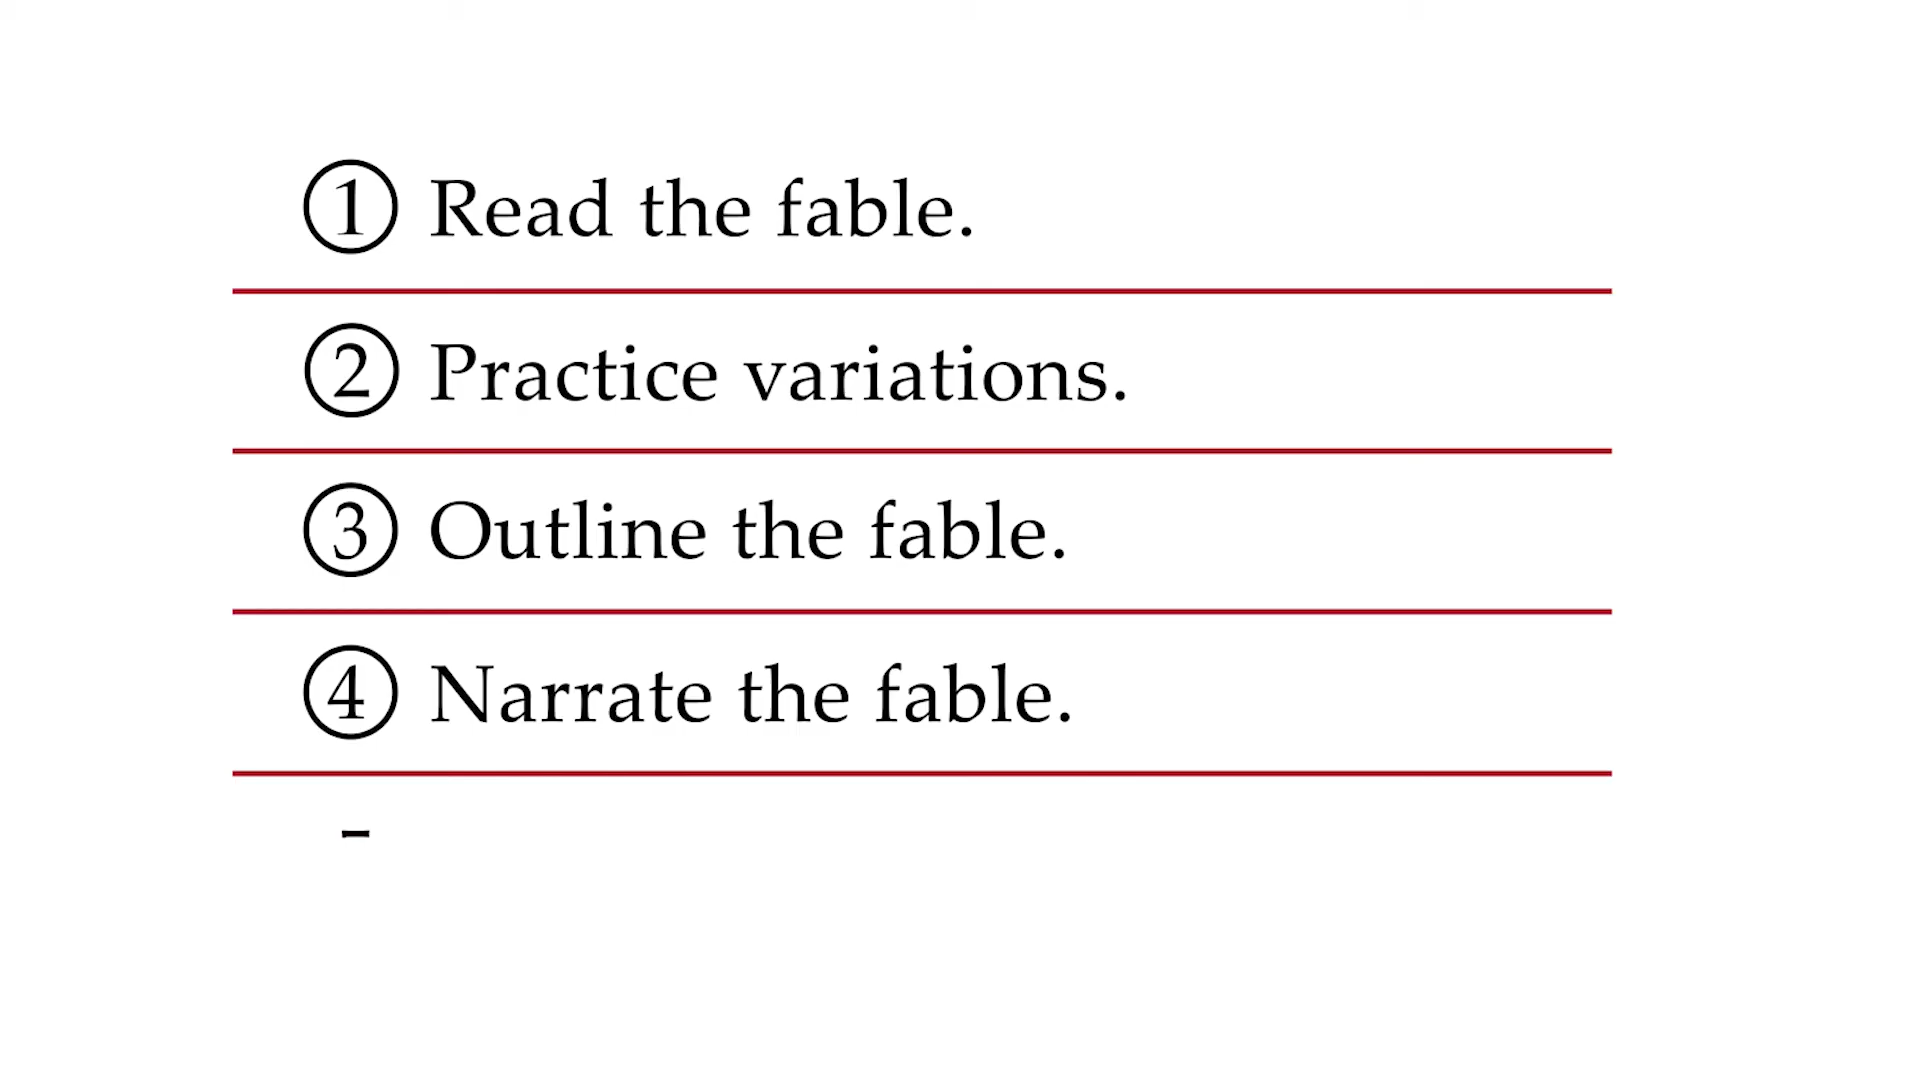 ① Read the fable.
② Practice variations.
③ Outline the fable.
④ Narrate the fable.